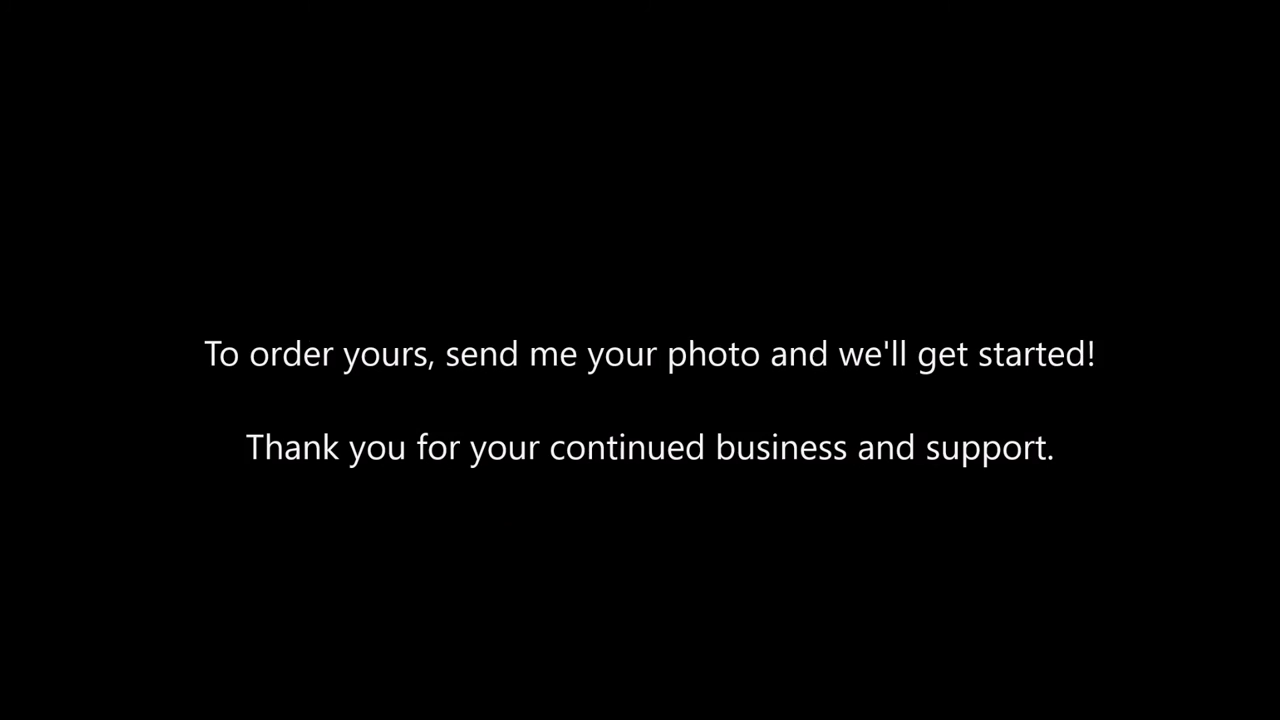 To order yours, send me your photo and we'll get started!
Thank you for your continued business and support.